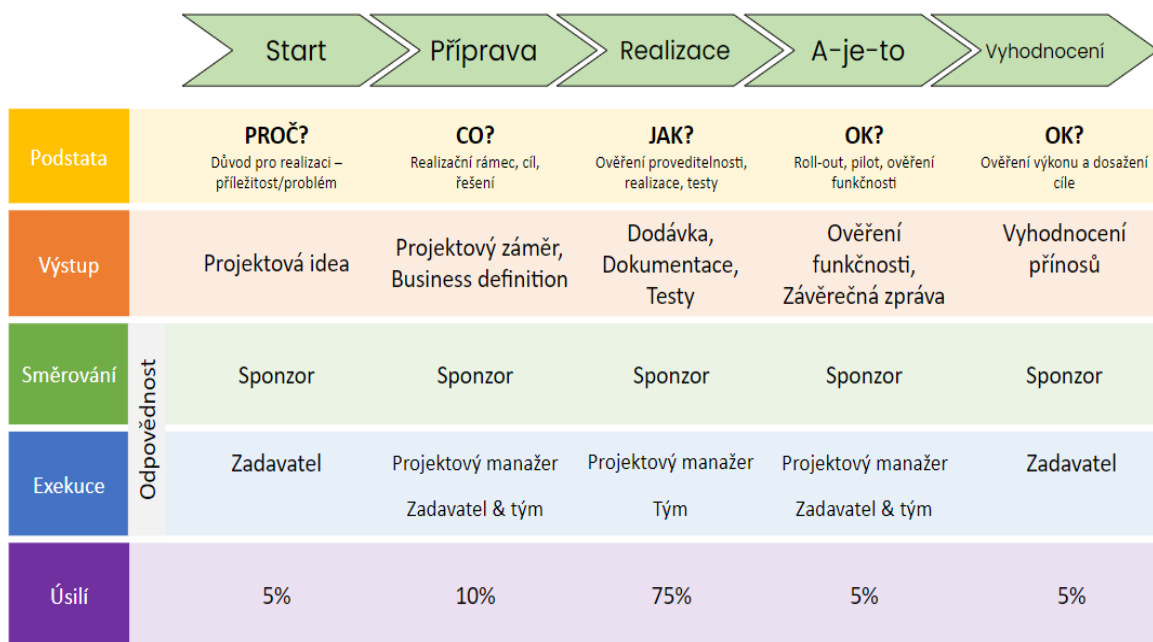 Start
Příprava
Realizace
A-je-to
Vyhodnocení
Podstata
PROČ?
Důvod pro realizaci –
příležitost/problém
CO?
Realizační rámec, cíl,
řešení
JAK?
Ověření proveditelnosti,
realizace, testy
OK?
Roll-out, pilot, ověření
funkčnosti
OK?
Ověření výkonu a dosažení
cíle
Výstup
Projektová idea
Projektový záměr,
Business definition
Dodávka,
Dokumentace,
Testy
Ověření
funkčnosti,
Závěrečná zpráva
Vyhodnocení
přínosů
Odpovědnost
Směrování
Sponzor
Sponzor
Sponzor
Sponzor
Sponzor
Exekuce
Zadavatel
Projektový manažer
Zadavatel & tým
Projektový manažer
Tým
Projektový manažer
Zadavatel & tým
Zadavatel
Úsilí
5%
10%
75%
5%
5%